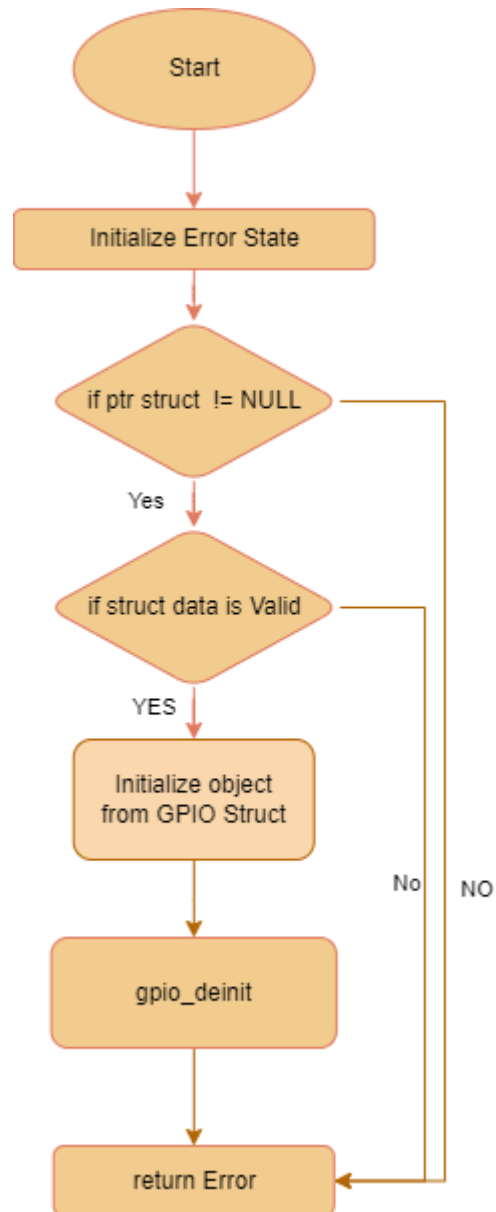 Start
Initialize Error State
if ptr struct != NULL
Yes
if struct data is Valid
YES
Initialize object
from GPIO Struct
No
NO
gpio_deinit
return Error